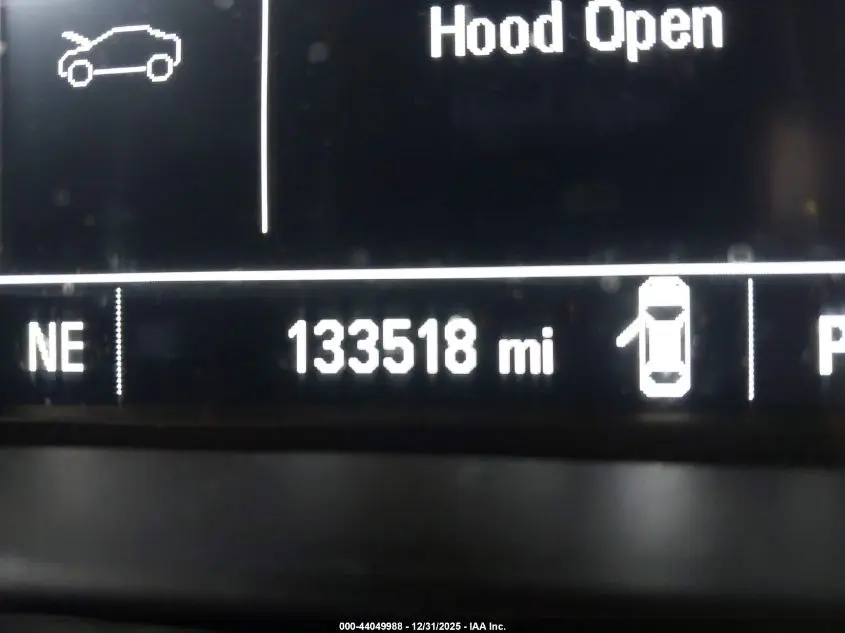 Hood Open
NE 133518 mi P
000-44049988 - 12/31/2025 - IAA Inc.